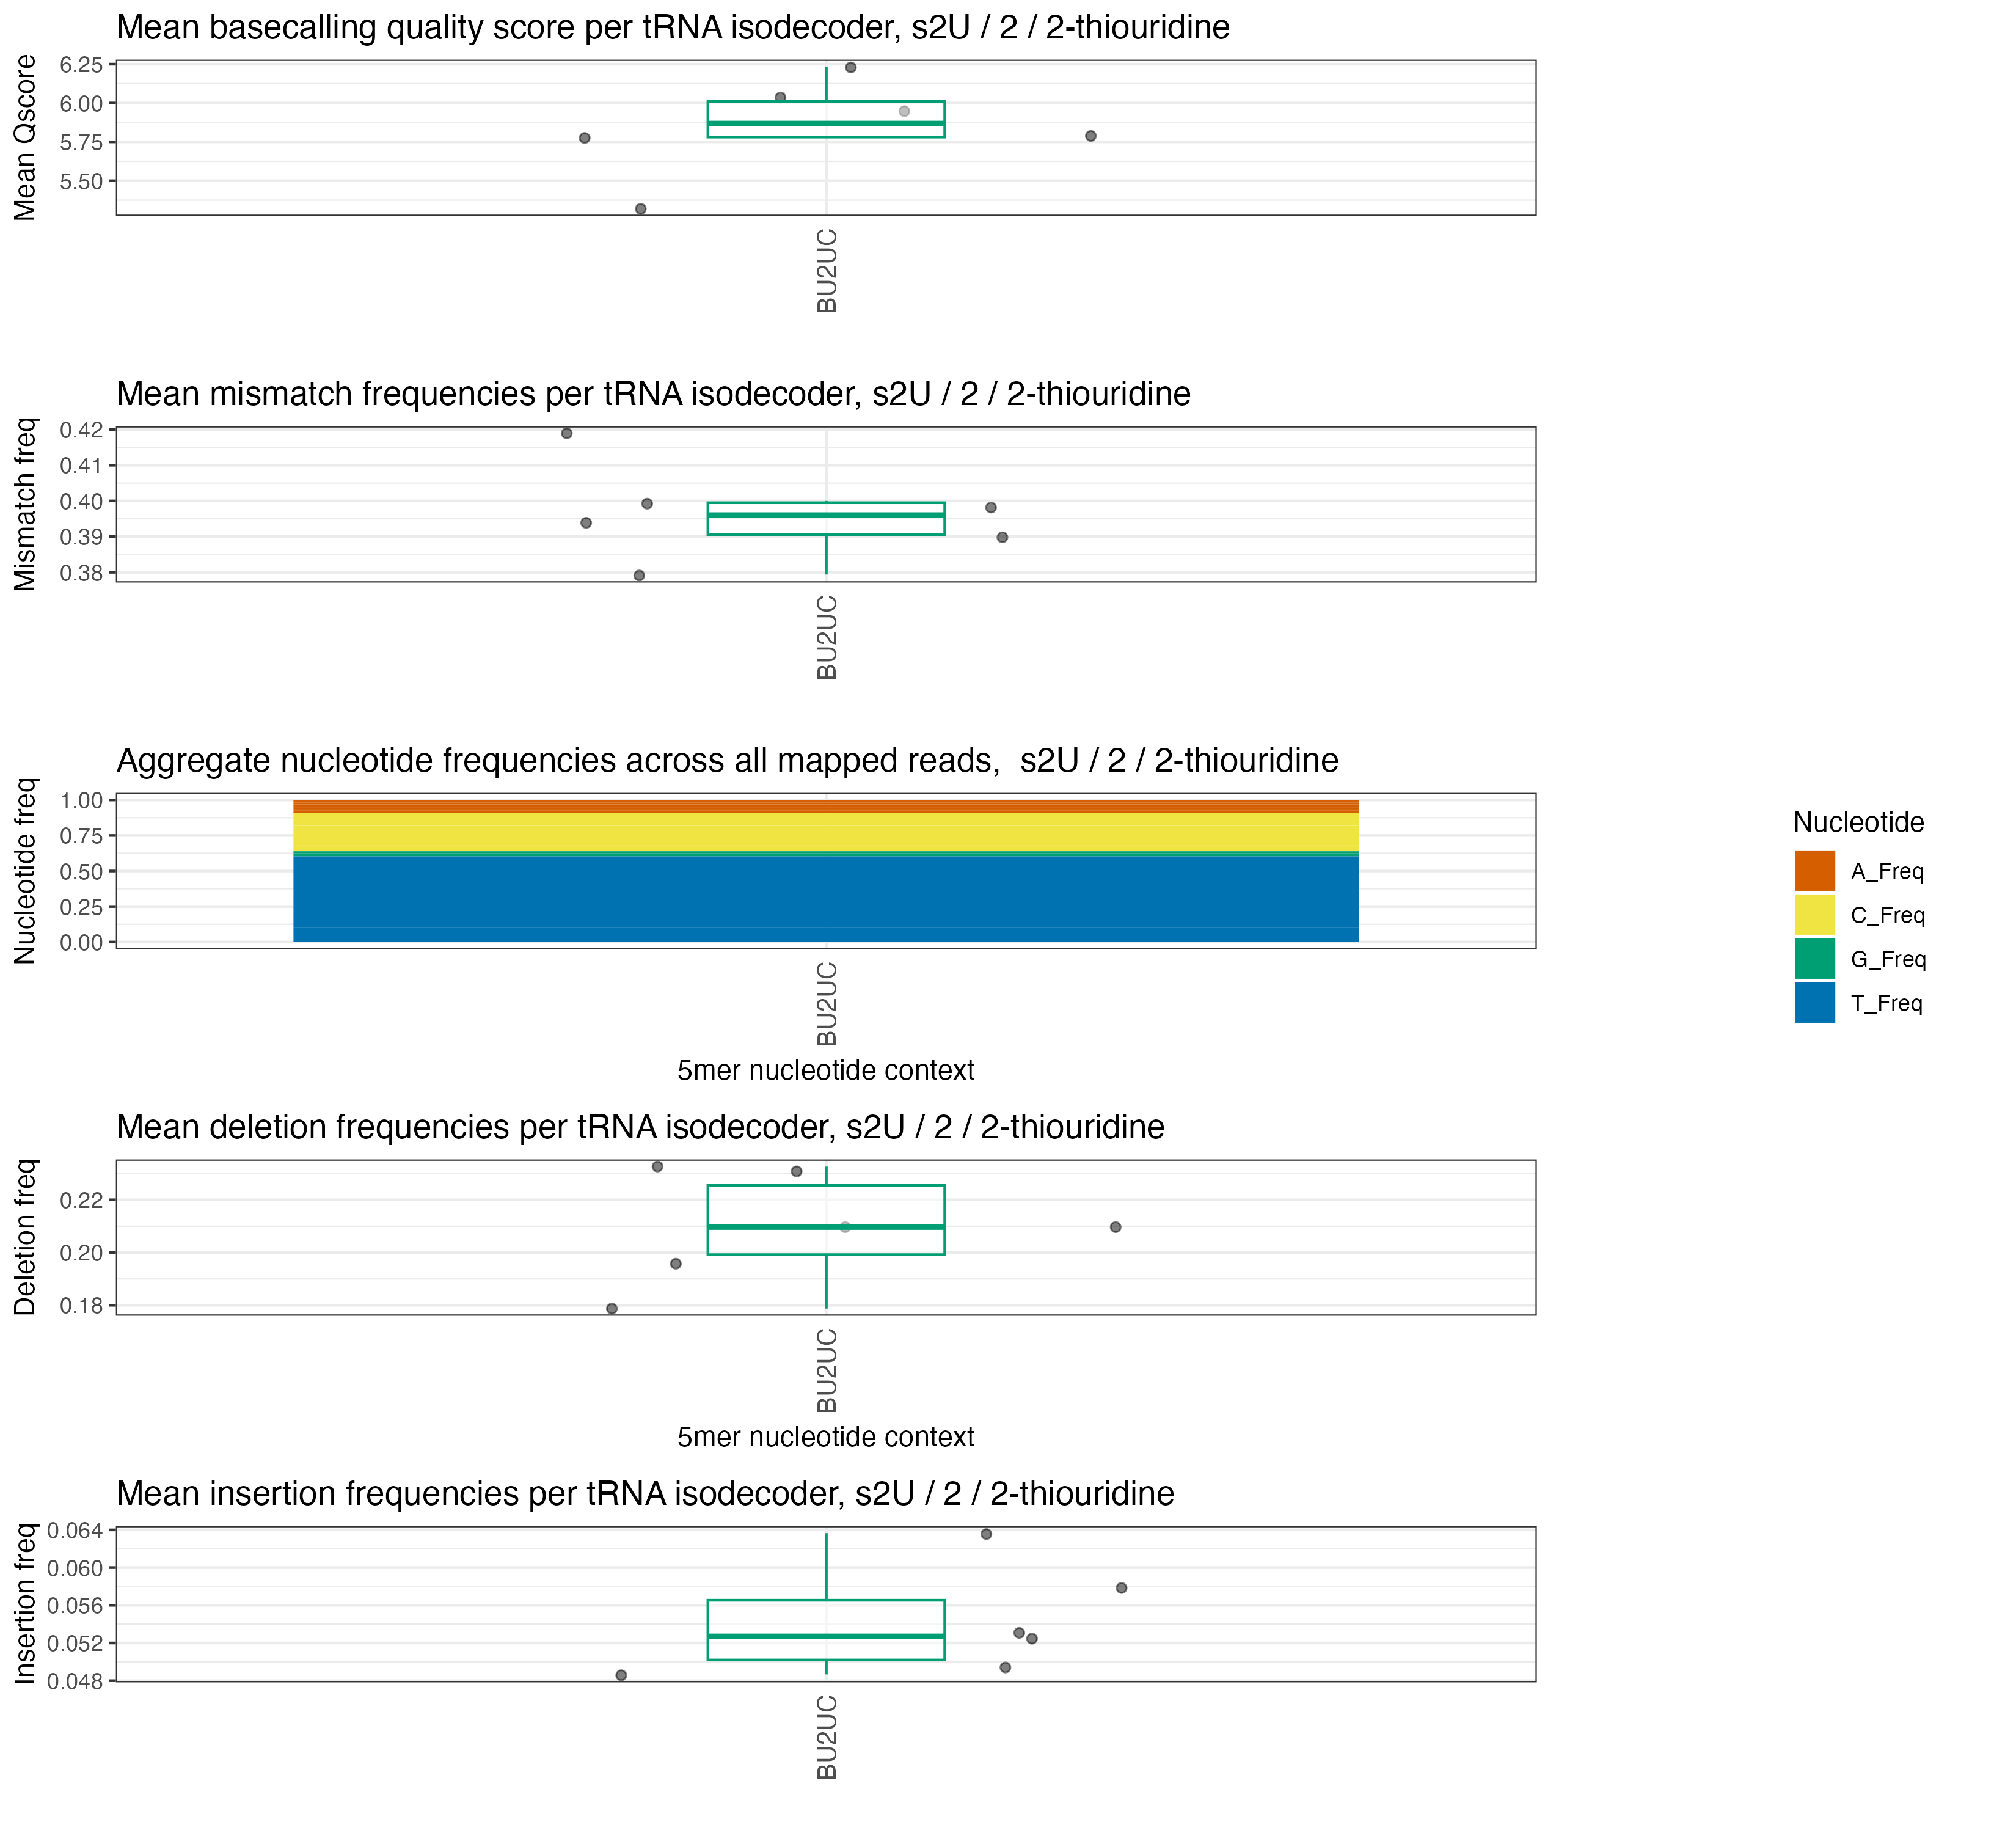 Mean basecalling quality score per tRNA isodecoder, s2U / 2 / 2-thiouridine
Mean Qscore
6.25
6.00
5.75
5.50
BU2UC
Mean mismatch frequencies per tRNA isodecoder, s2U / 2 / 2-thiouridine
Mismatch freq
0.42
0.41
0.40
0.39
0.38
BU2UC
Aggregate nucleotide frequencies across all mapped reads,  s2U / 2 / 2-thiouridine
Nucleotide freq
1.00
0.75
0.50
0.25
0.00
BU2UC
5mer nucleotide context
Nucleotide
A_Freq
C_Freq
G_Freq
T_Freq
Mean deletion frequencies per tRNA isodecoder, s2U / 2 / 2-thiouridine
Deletion freq
0.22
0.20
0.18
BU2UC
5mer nucleotide context
Mean insertion frequencies per tRNA isodecoder, s2U / 2 / 2-thiouridine
Insertion freq
0.064
0.060
0.056
0.052
0.048
BU2UC